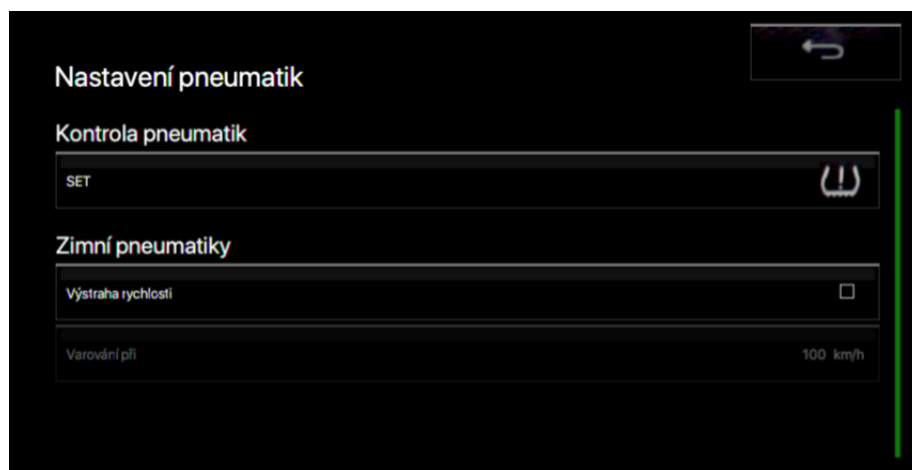 Nastavení pneumatik
Kontrola pneumatik
SET
Zimní pneumatiky
Výstraha rychlosti
Varování při 100 km/h